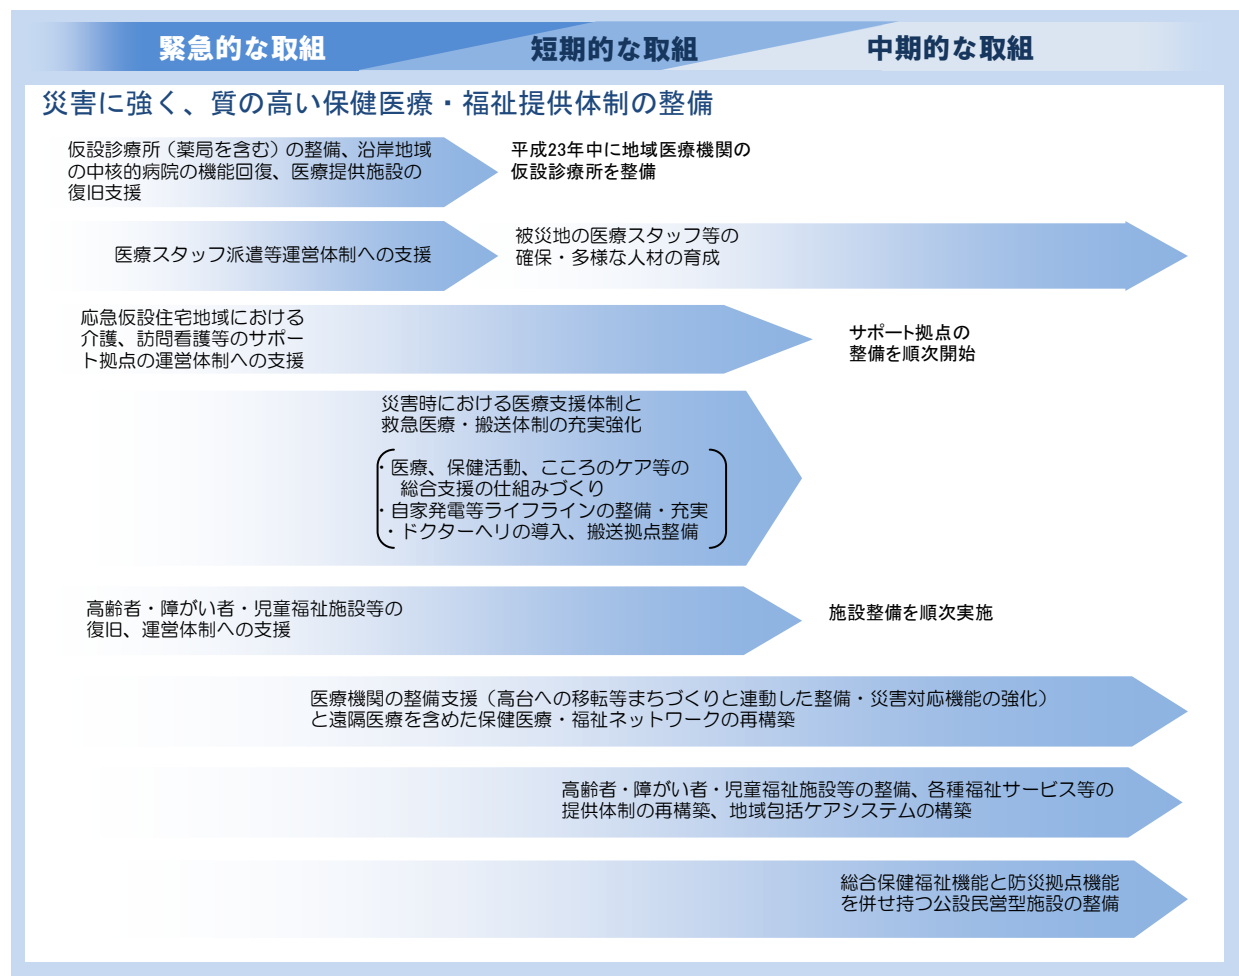 緊急的な取組
短期的な取組
中期的な取組
災害に強く、質の高い保健医療・福祉提供体制の整備
仮設診療所（薬局を含む）の整備、沿岸地域
の中核的病院の機能回復、医療提供施設の
復旧支援
平成23年中に地域医療機関の
仮設診療所を整備
医療スタッフ派遣等運営体制への支援
被災地の医療スタッフ等の
確保・多様な人材の育成
応急仮設住宅地域における
介護、訪問看護等のサポー
ト拠点の運営体制への支援
サポート拠点の
整備を順次開始
災害時における医療支援体制と
救急医療・搬送体制の充実強化
・医療、保健活動、こころのケア等の
総合支援の仕組みづくり
・自家発電等ライフラインの整備・充実
・ドクターヘリの導入、搬送拠点整備
高齢者・障がい者・児童福祉施設等の
復旧、運営体制への支援
施設整備を順次実施
医療機関の整備支援（高台への移転等まちづくりと連動した整備・災害対応機能の強化）
と遠隔医療を含めた保健医療・福祉ネットワークの再構築
高齢者・障がい者・児童福祉施設等の整備、各種福祉サービス等の
提供体制の再構築、地域包括ケアシステムの構築
総合保健福祉機能と防災拠点機能
を併せ持つ公設民営型施設の整備